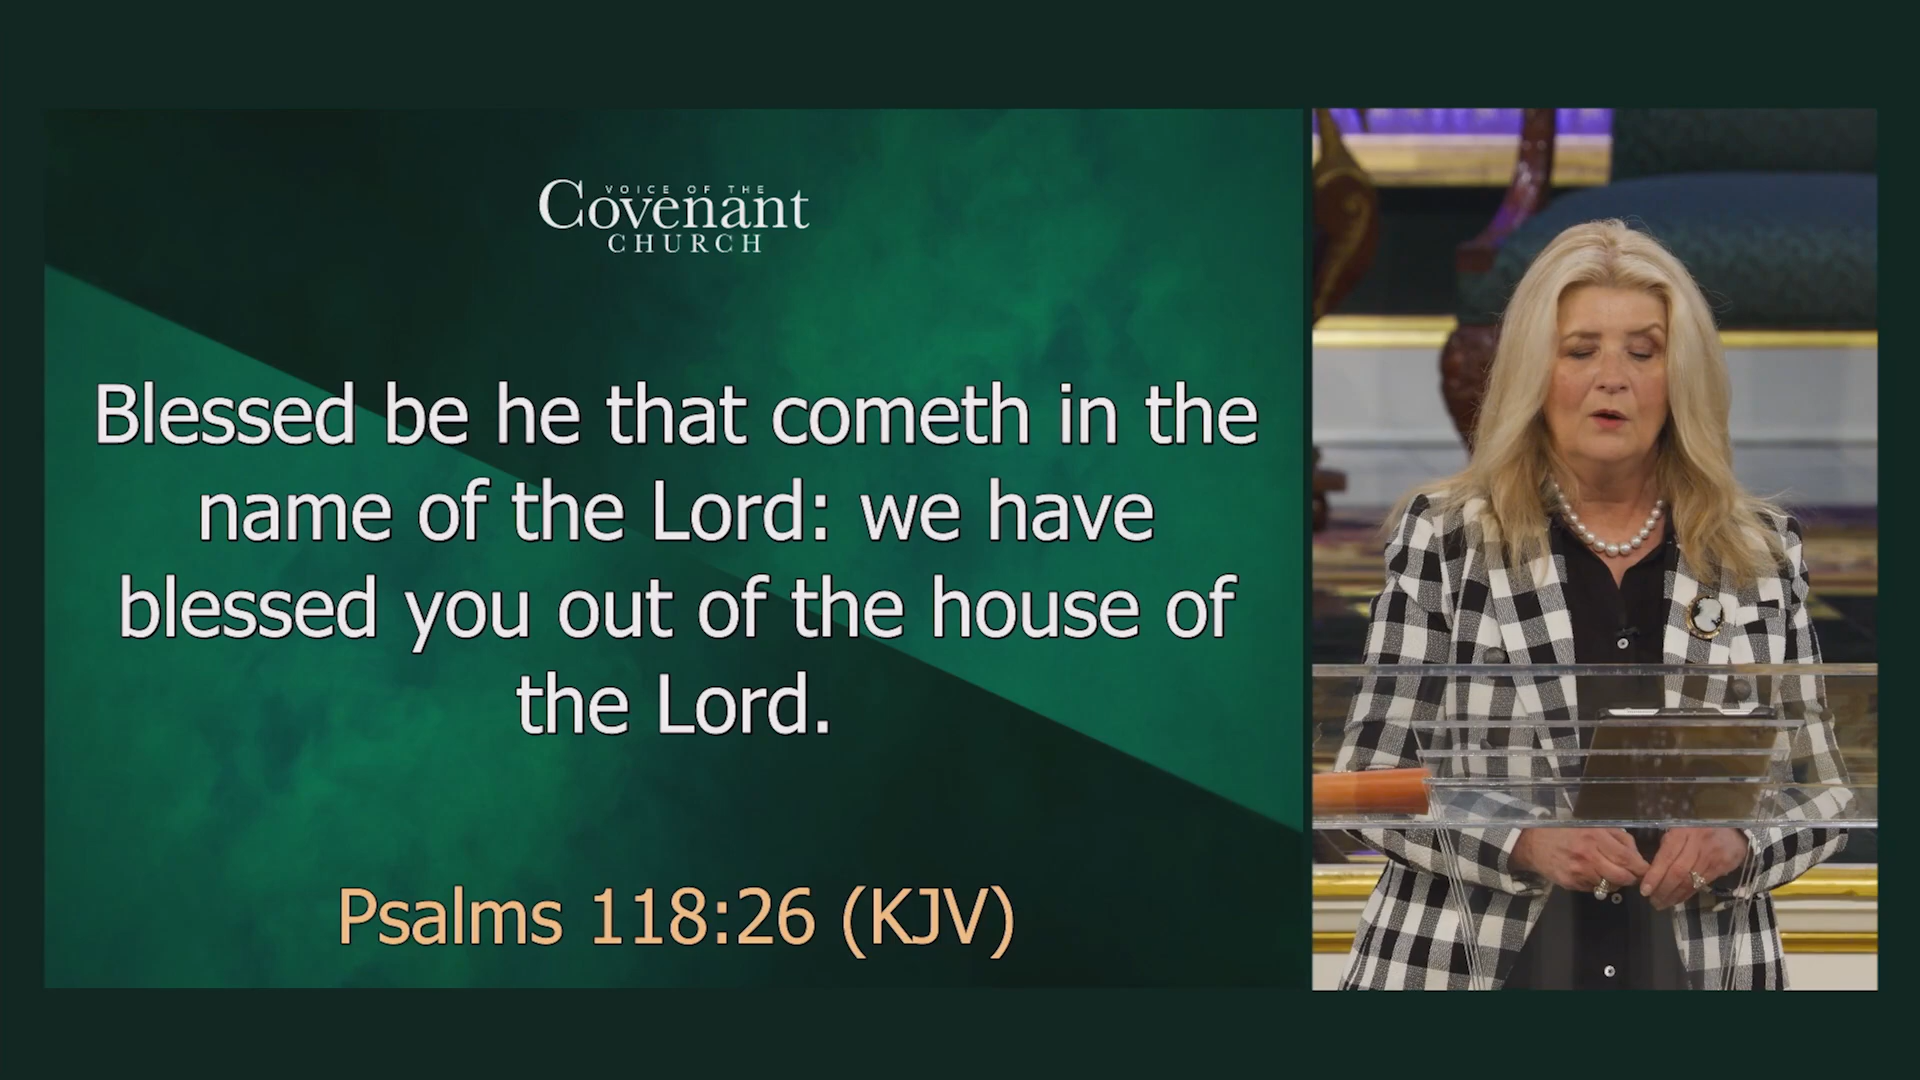 VOICE OF THE
Covenant
CHURCH
Blessed be he that cometh in the
name of the Lord: we have
blessed you out of the house of
the Lord.
Psalms 118:26 (KJV)